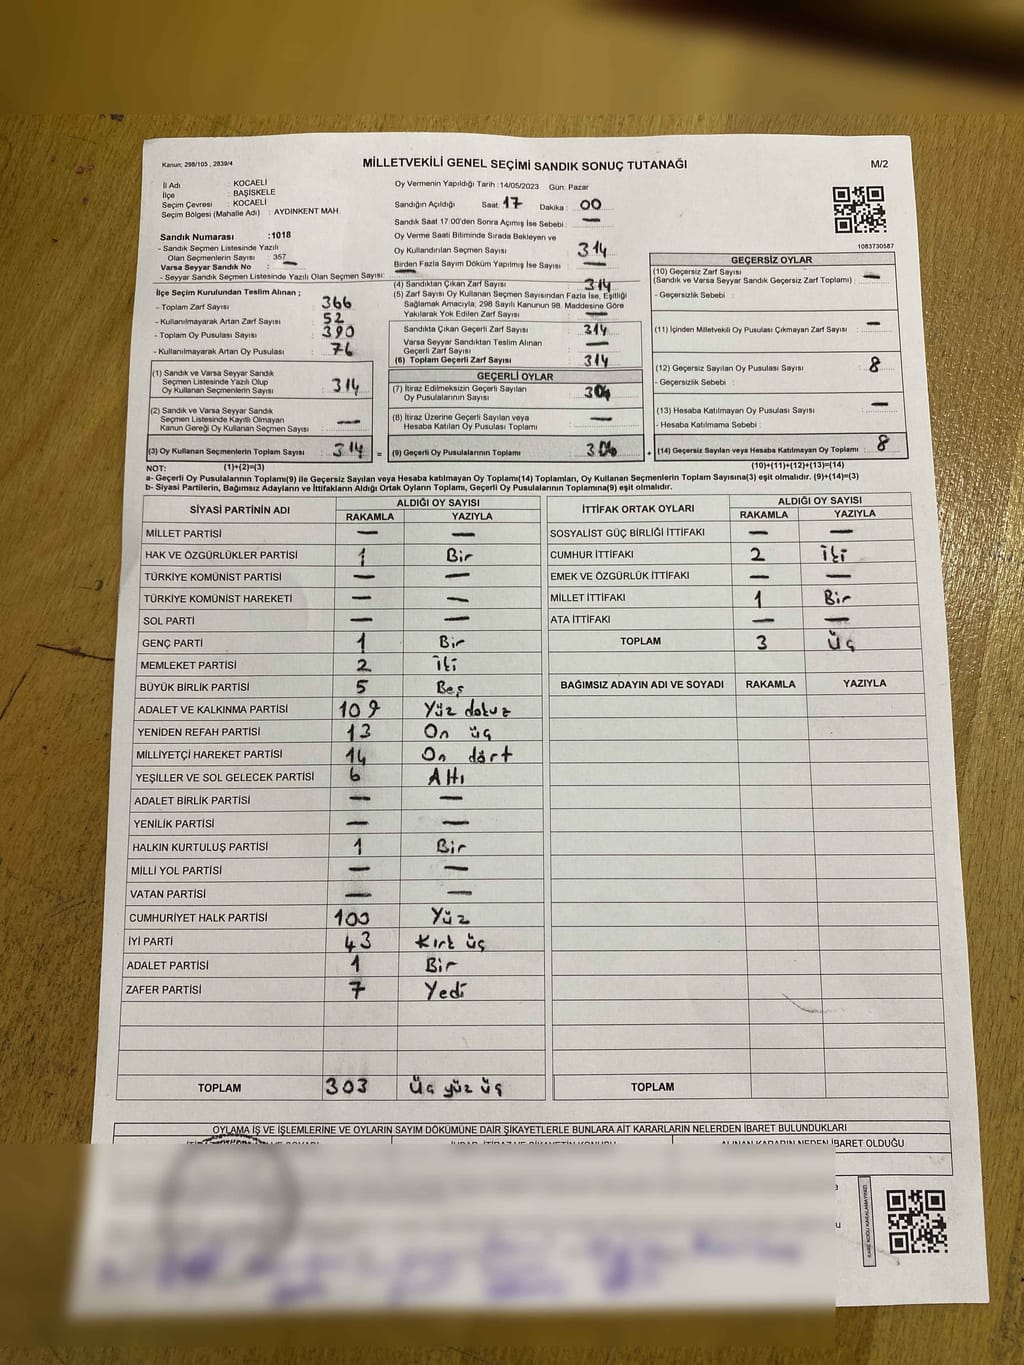 Kanun; 298/105 , 2839/4
MİLLETVEKİLİ GENEL SEÇİMİ SANDIK SONUÇ TUTANAĞI
M/2
İl Adı : KOCAELİ
İlçe : BAŞİSKELE
Seçim Çevresi : KOCAELİ
Seçim Bölgesi (Mahalle Adı) : AYDINKENT MAH
Sandık Numarası :1018
- Sandık Seçmen Listesinde Yazılı
Olan Seçmenlerin Sayısı : 357
Varsa Seyyar Sandık No : —
- Seyyar Sandık Seçmen Listesinde Yazılı Olan Seçmen Sayısı: —
Oy Vermenin Yapıldığı Tarih : 14/05/2023 Gün: Pazar
Sandığın Açıldığı Saat: 17 Dakika : 00
Sandık Saat 17:00'den Sonra Açımış İse Sebebi : —
Oy Verme Saati Bitiminde Sırada Bekleyen ve
Oy Kullandırılan Seçmen Sayısı 314
Birden Fazla Sayım Döküm Yapılmış İse Sayısı —
1083730587
İlçe Seçim Kurulundan Teslim Alınan ;
- Toplam Zarf Sayısı : 366
- Kullanılmayarak Artan Zarf Sayısı : 52
- Toplam Oy Pusulası Sayısı : 390
- Kullanılmayarak Artan Oy Pusulası : 76
(1) Sandık ve Varsa Seyyar Sandık
Seçmen Listesinde Yazılı Olup
Oy Kullanan Seçmenlerin Sayısı : 314
(2) Sandık ve Varsa Seyyar Sandık
Seçmen Listesinde Kayıtlı Olmayan
Kanun Gereği Oy Kullanan Seçmen Sayısı : —
(3) Oy Kullanan Seçmenlerin Toplam Sayısı : 314 =
(4) Sandıktan Çıkan Zarf Sayısı : 314
(5) Zarf Sayısı Oy Kullanan Seçmen Sayısından Fazla İse, Eşitliği
Sağlamak Amacıyla; 298 Sayılı Kanunun 98. Maddesine Göre
Yakılarak Yok Edilen Zarf Sayısı : —
Sandıkta Çıkan Geçerli Zarf Sayısı : 314
Varsa Seyyar Sandıktan Teslim Alınan
Geçerli Zarf Sayısı : —
(6) Toplam Geçerli Zarf Sayısı : 314
GEÇERLİ OYLAR
(7) İtiraz Edilmeksizin Geçerli Sayılan
Oy Pusulalarının Sayısı :
(8) İtiraz Üzerine Geçerli Sayılan veya
Hesaba Katılan Oy Pusulası Toplamı : —
(9) Geçerli Oy Pusulalarının Toplamı : +
GEÇERSİZ OYLAR
(10) Geçersiz Zarf Sayısı
(Sandık ve Varsa Seyyar Sandık Geçersiz Zarf Toplamı) : —
- Geçersizlik Sebebi :
(11) İçinden Milletvekili Oy Pusulası Çıkmayan Zarf Sayısı : —
(12) Geçersiz Sayılan Oy Pusulası Sayısı : 8
- Geçersizlik Sebebi :
(13) Hesaba Katılmayan Oy Pusulası Sayısı : —
- Hesaba Katılmama Sebebi :
(14) Geçersiz Sayılan veya Hesaba Katılmayan Oy Toplamı : 8
NOT: (1)+(2)=(3) (10)+(11)+(12)+(13)=(14)
a- Geçerli Oy Pusulalarının Toplamı(9) ile Geçersiz Sayılan veya Hesaba katılmayan Oy Toplamı(14) Toplamları, Oy Kullanan Seçmenlerin Toplam Sayısına(3) eşit olmalıdır. (9)+(14)=(3)
b- Siyasi Partilerin, Bağımsız Adayların ve İttifakların Aldığı Ortak Oyların Toplamı, Geçerli Oy Pusulalarının Toplamına(9) eşit olmalıdır.
SİYASİ PARTİNİN ADI ALDIĞI OY SAYISI
RAKAMLA YAZIYLA
MİLLET PARTİSİ — —
HAK VE ÖZGÜRLÜKLER PARTİSİ 1 Bir
TÜRKİYE KOMÜNİST PARTİSİ — —
TÜRKİYE KOMÜNİST HAREKETİ — —
SOL PARTİ — —
GENÇ PARTİ 1 Bir
MEMLEKET PARTİSİ 2 İki
BÜYÜK BİRLİK PARTİSİ 5 Beş
ADALET VE KALKINMA PARTİSİ 109 Yüz dokuz
YENİDEN REFAH PARTİSİ 13 On üç
MİLLİYETÇİ HAREKET PARTİSİ 14 On dört
YEŞİLLER VE SOL GELECEK PARTİSİ 6 Altı
ADALET BİRLİK PARTİSİ — —
YENİLİK PARTİSİ — —
HALKIN KURTULUŞ PARTİSİ 1 Bir
MİLLİ YOL PARTİSİ — —
VATAN PARTİSİ — —
CUMHURİYET HALK PARTİSİ 100 Yüz
İYİ PARTİ 43 Kırk üç
ADALET PARTİSİ 1 Bir
ZAFER PARTİSİ 7 Yedi
TOPLAM 303 Üç yüz üç
İTTİFAK ORTAK OYLARI ALDIĞI OY SAYISI
RAKAMLA YAZIYLA
SOSYALİST GÜÇ BİRLİĞİ İTTİFAKI — —
CUMHUR İTTİFAKI 2 İki
EMEK VE ÖZGÜRLÜK İTTİFAKI — —
MİLLET İTTİFAKI 1 Bir
ATA İTTİFAKI — —
TOPLAM 3 Üç
BAĞIMSIZ ADAYIN ADI VE SOYADI RAKAMLA YAZIYLA
TOPLAM
OYLAMA İŞ VE İŞLEMLERİNE VE OYLARIN SAYIM DÖKÜMÜNE DAİR ŞİKAYETLERLE BUNLARA AİT KARARLARIN NELERDEN İBARET BULUNDUKLARI
ALINAN KARARIN NEDEN İBARET OLDUĞU
KARE KODU KARALAMAYINIZ!